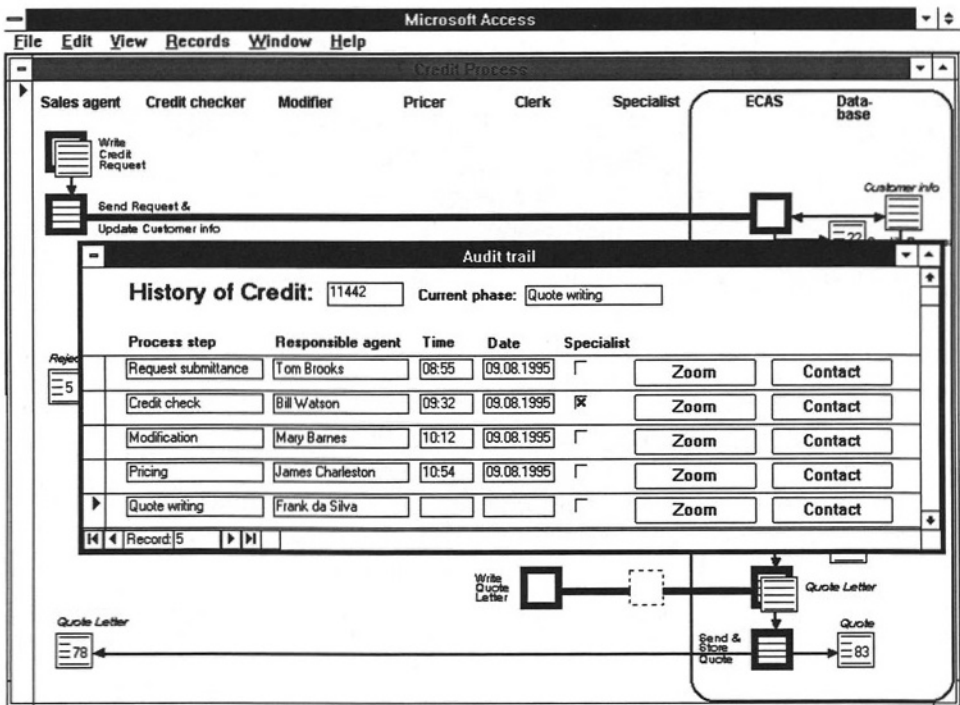 Microsoft Access
File Edit View Records Window Help
Credit Process
Sales agent Credit checker Modifier Pricer Clerk Specialist ECAS Data-
base
Write
Credit
Request
Customer info
Send Request &
Update Customer info
22
Audit trail
History of Credit: 11442 Current phase: Quote writing
Process step Responsible agent Time Date Specialist
Request submittance Tom Brooks 08:55 09.08.1995 Zoom Contact
Credit check Bill Watson 09:32 09.08.1995 Zoom Contact
Modification Mary Barnes 10:12 09.08.1995 Zoom Contact
Pricing James Charleston 10:54 09.08.1995 Zoom Contact
Quote writing Frank da Silva Zoom Contact
Record: 5
Rejec
5
Write
Quote
Letter
Quote Letter
Quote Letter
78
Send &
Store
Quote
Quote
83